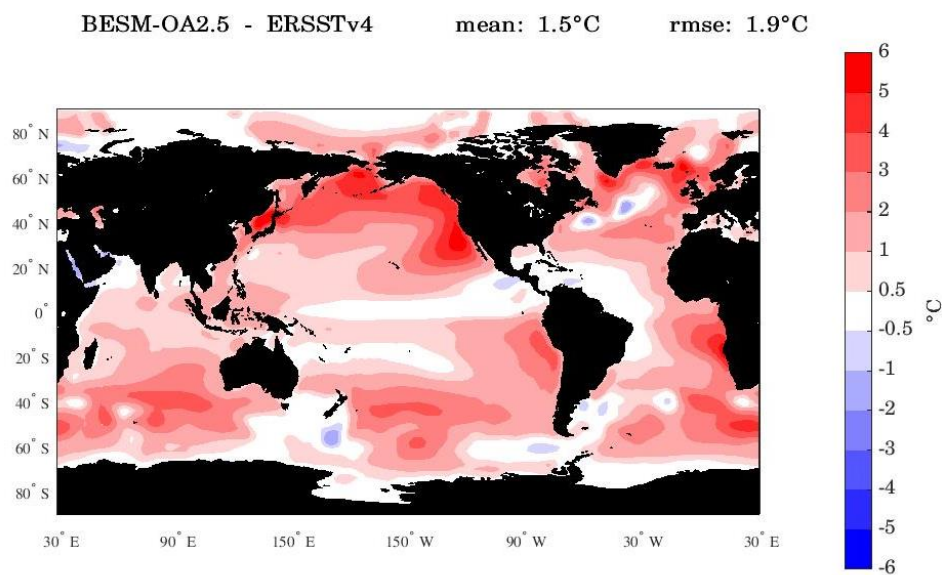 BESM-OA2.5 - ERSSTv4 mean: 1.5°C rmse: 1.9°C
6
5
4
3
2
1
0.5
-0.5
-1
-2
-3
-4
-5
-6
°C
80° N
60° N
40° N
20° N
0°
20° S
40° S
60° S
80° S
30° E 90° E 150° E 150° W 90° W 30° W 30° E